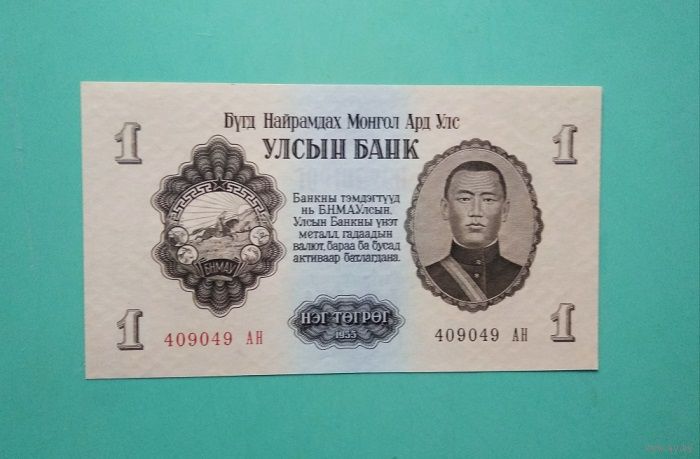 Бүгд Найрамдах Монгол Ард Улс
УЛСЫН БАНК
1
1
Банкны тэмдэгтүүд
нь Б.Н.М.А.Улсын,
Улсын Банкны үнэт
металл, гадаадын
валют, бараа ба бусад
активаар батлагдана.
БНМАУ
НЭГ ТӨГРӨГ
1955
1
409049 АН
409049 АН
1